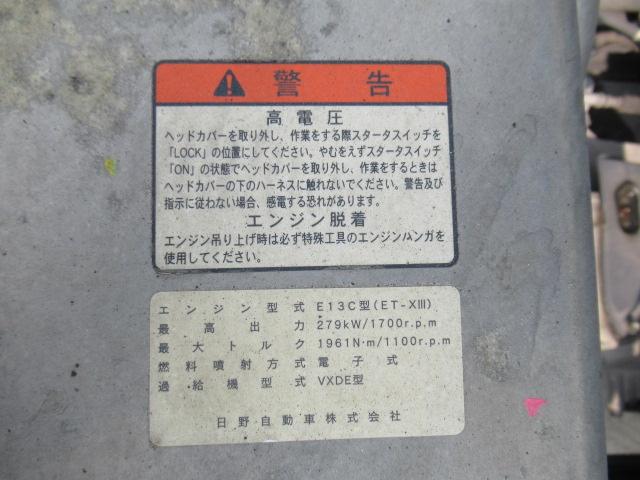 警告
高電圧
ヘッドカバーを取り外し、作業をする際スタータスイッチを
「LOCK」の位置にしてください。やむをえずスタータスイッチ
「ON」の状態でヘッドカバーを取り外し、作業をするときは
ヘッドカバーの下のハーネスに触れないでください。警告及び
指示に従わない場合、感電する恐れがあります。
エンジン脱着
エンジン吊り上げ時は必ず特殊工具のエンジンハンガを
使用してください。
エンジン型式 E13C型(ET-XIII)
最高出力 279kW/1700r.p.m
最大トルク 1961N·m/1100r.p.m
燃料噴射方式 電子式
過給機型式 VXDE型
日野自動車株式会社